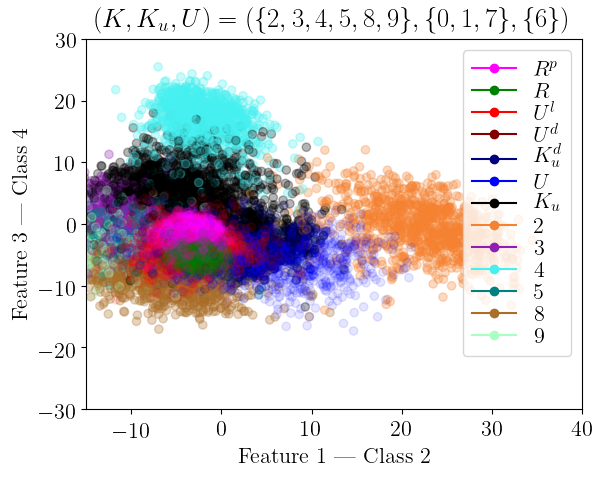 (K, K_u, U) = ({2, 3, 4, 5, 8, 9}, {0, 1, 7}, {6})
30
20
10
0
−10
−20
−30
Feature 3 — Class 4
−10
0
10
20
30
40
Feature 1 — Class 2
R^p
R
U^l
U^d
K_u^d
U
K_u
2
3
4
5
8
9